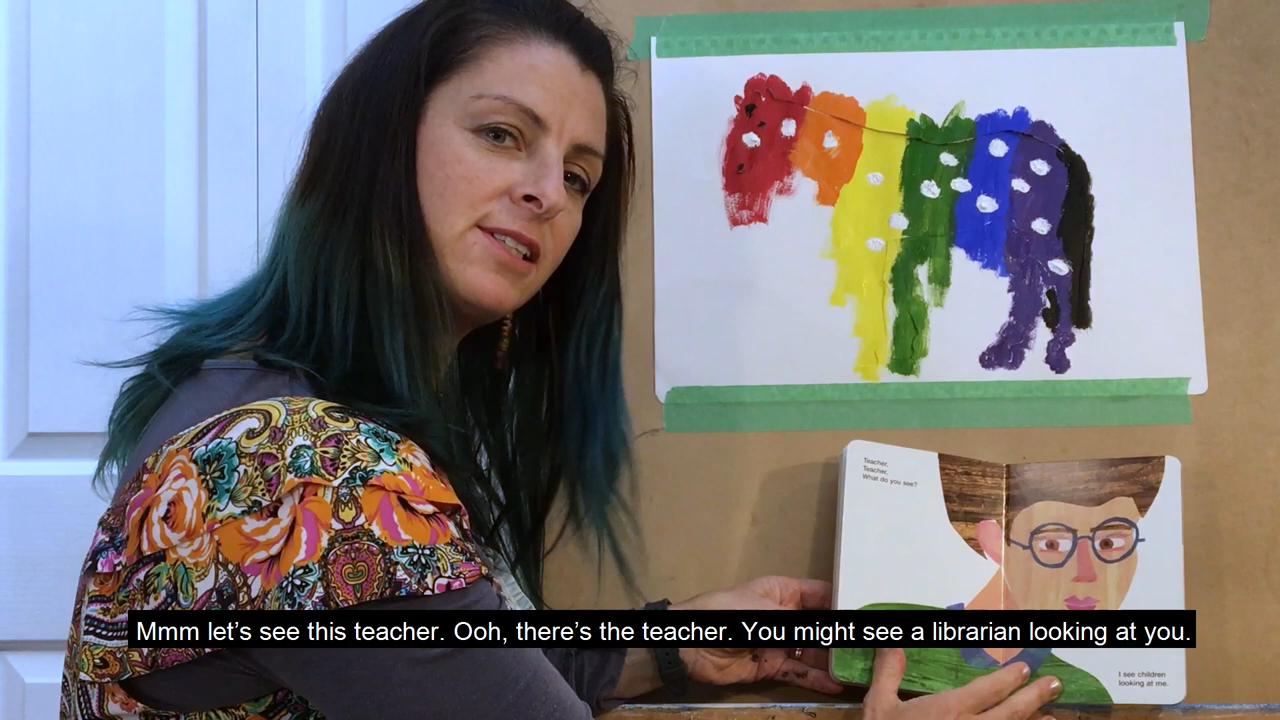 Teacher,
Teacher,
What do you see?
Mmm let’s see this teacher. Ooh, there’s the teacher. You might see a librarian looking at you.
I see children
looking at me.